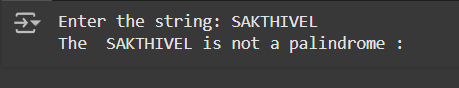 Enter the string: SAKTHIVEL
The  SAKTHIVEL is not a palindrome :